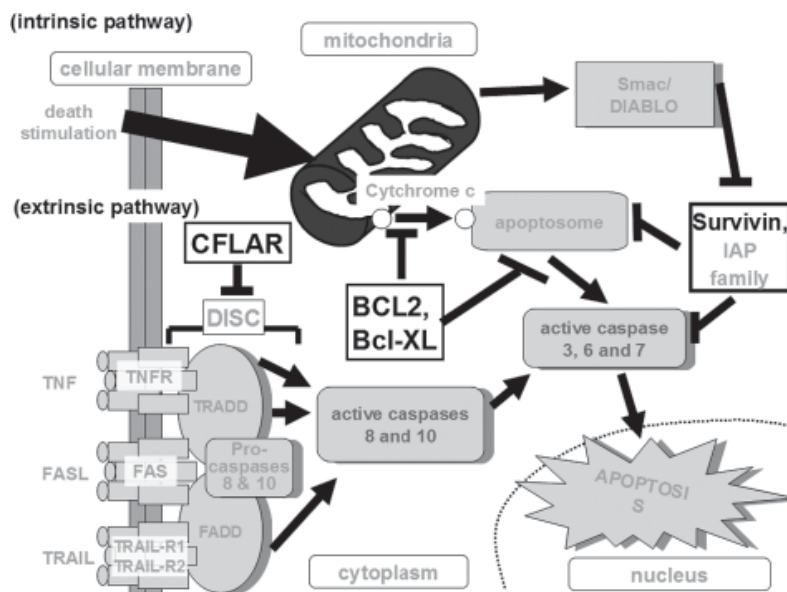 (intrinsic pathway)
mitochondria
cellular membrane
Smac/
DIABLO
death
stimulation
Cytchrome c
(extrinsic pathway)
apoptosome
Survivin,
IAP
family
CFLAR
DISC
BCL2,
Bcl-XL
active caspase
3, 6 and 7
TNF
TNFR
TRADD
active caspases
8 and 10
Pro-
caspases
8 & 10
FASL
FAS
APOPTOSI
S
FADD
TRAIL
TRAIL-R1
TRAIL-R2
cytoplasm
nucleus